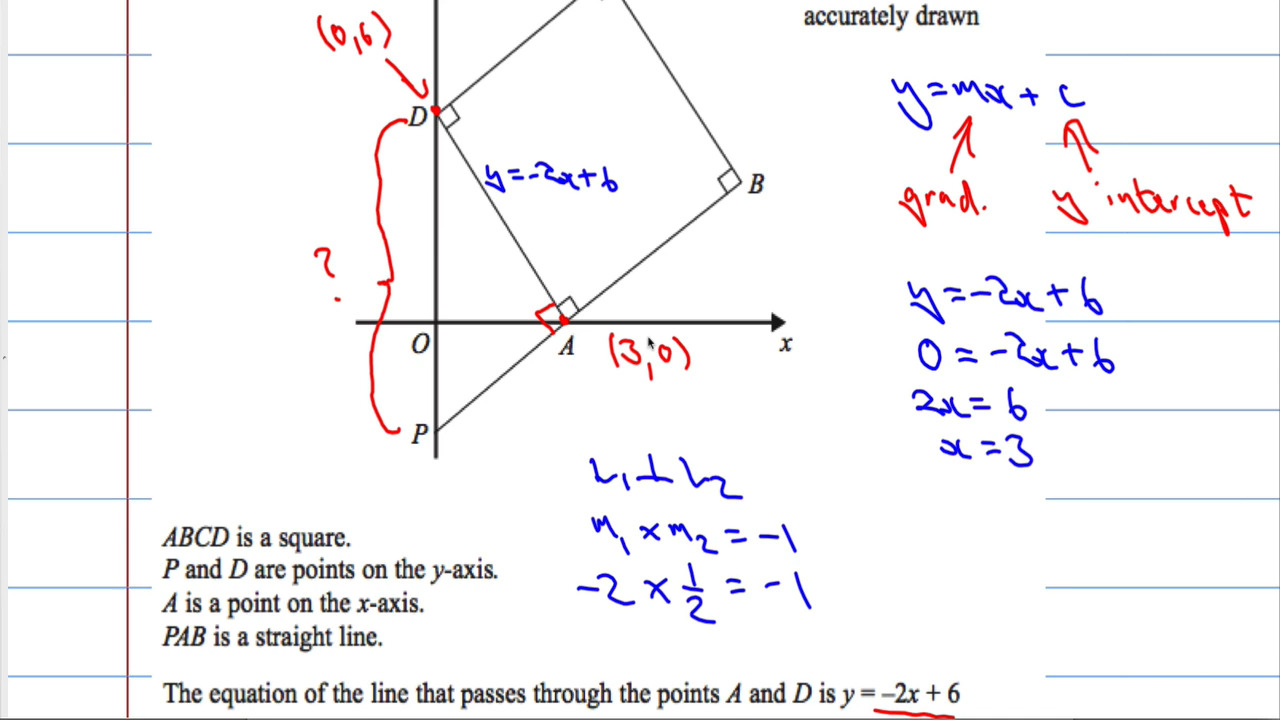 accurately drawn
(0,6)
D
y=mx+c
grad.
y intercept
y=-2x+6
B
?
O
A
(3,0)
x
P
y=-2x+6
0=-2x+6
2x=6
x=3
L₁⊥L₂
m₁×m₂=-1
-2×1/2=-1
ABCD is a square.
P and D are points on the y-axis.
A is a point on the x-axis.
PAB is a straight line.
The equation of the line that passes through the points A and D is y = –2x + 6